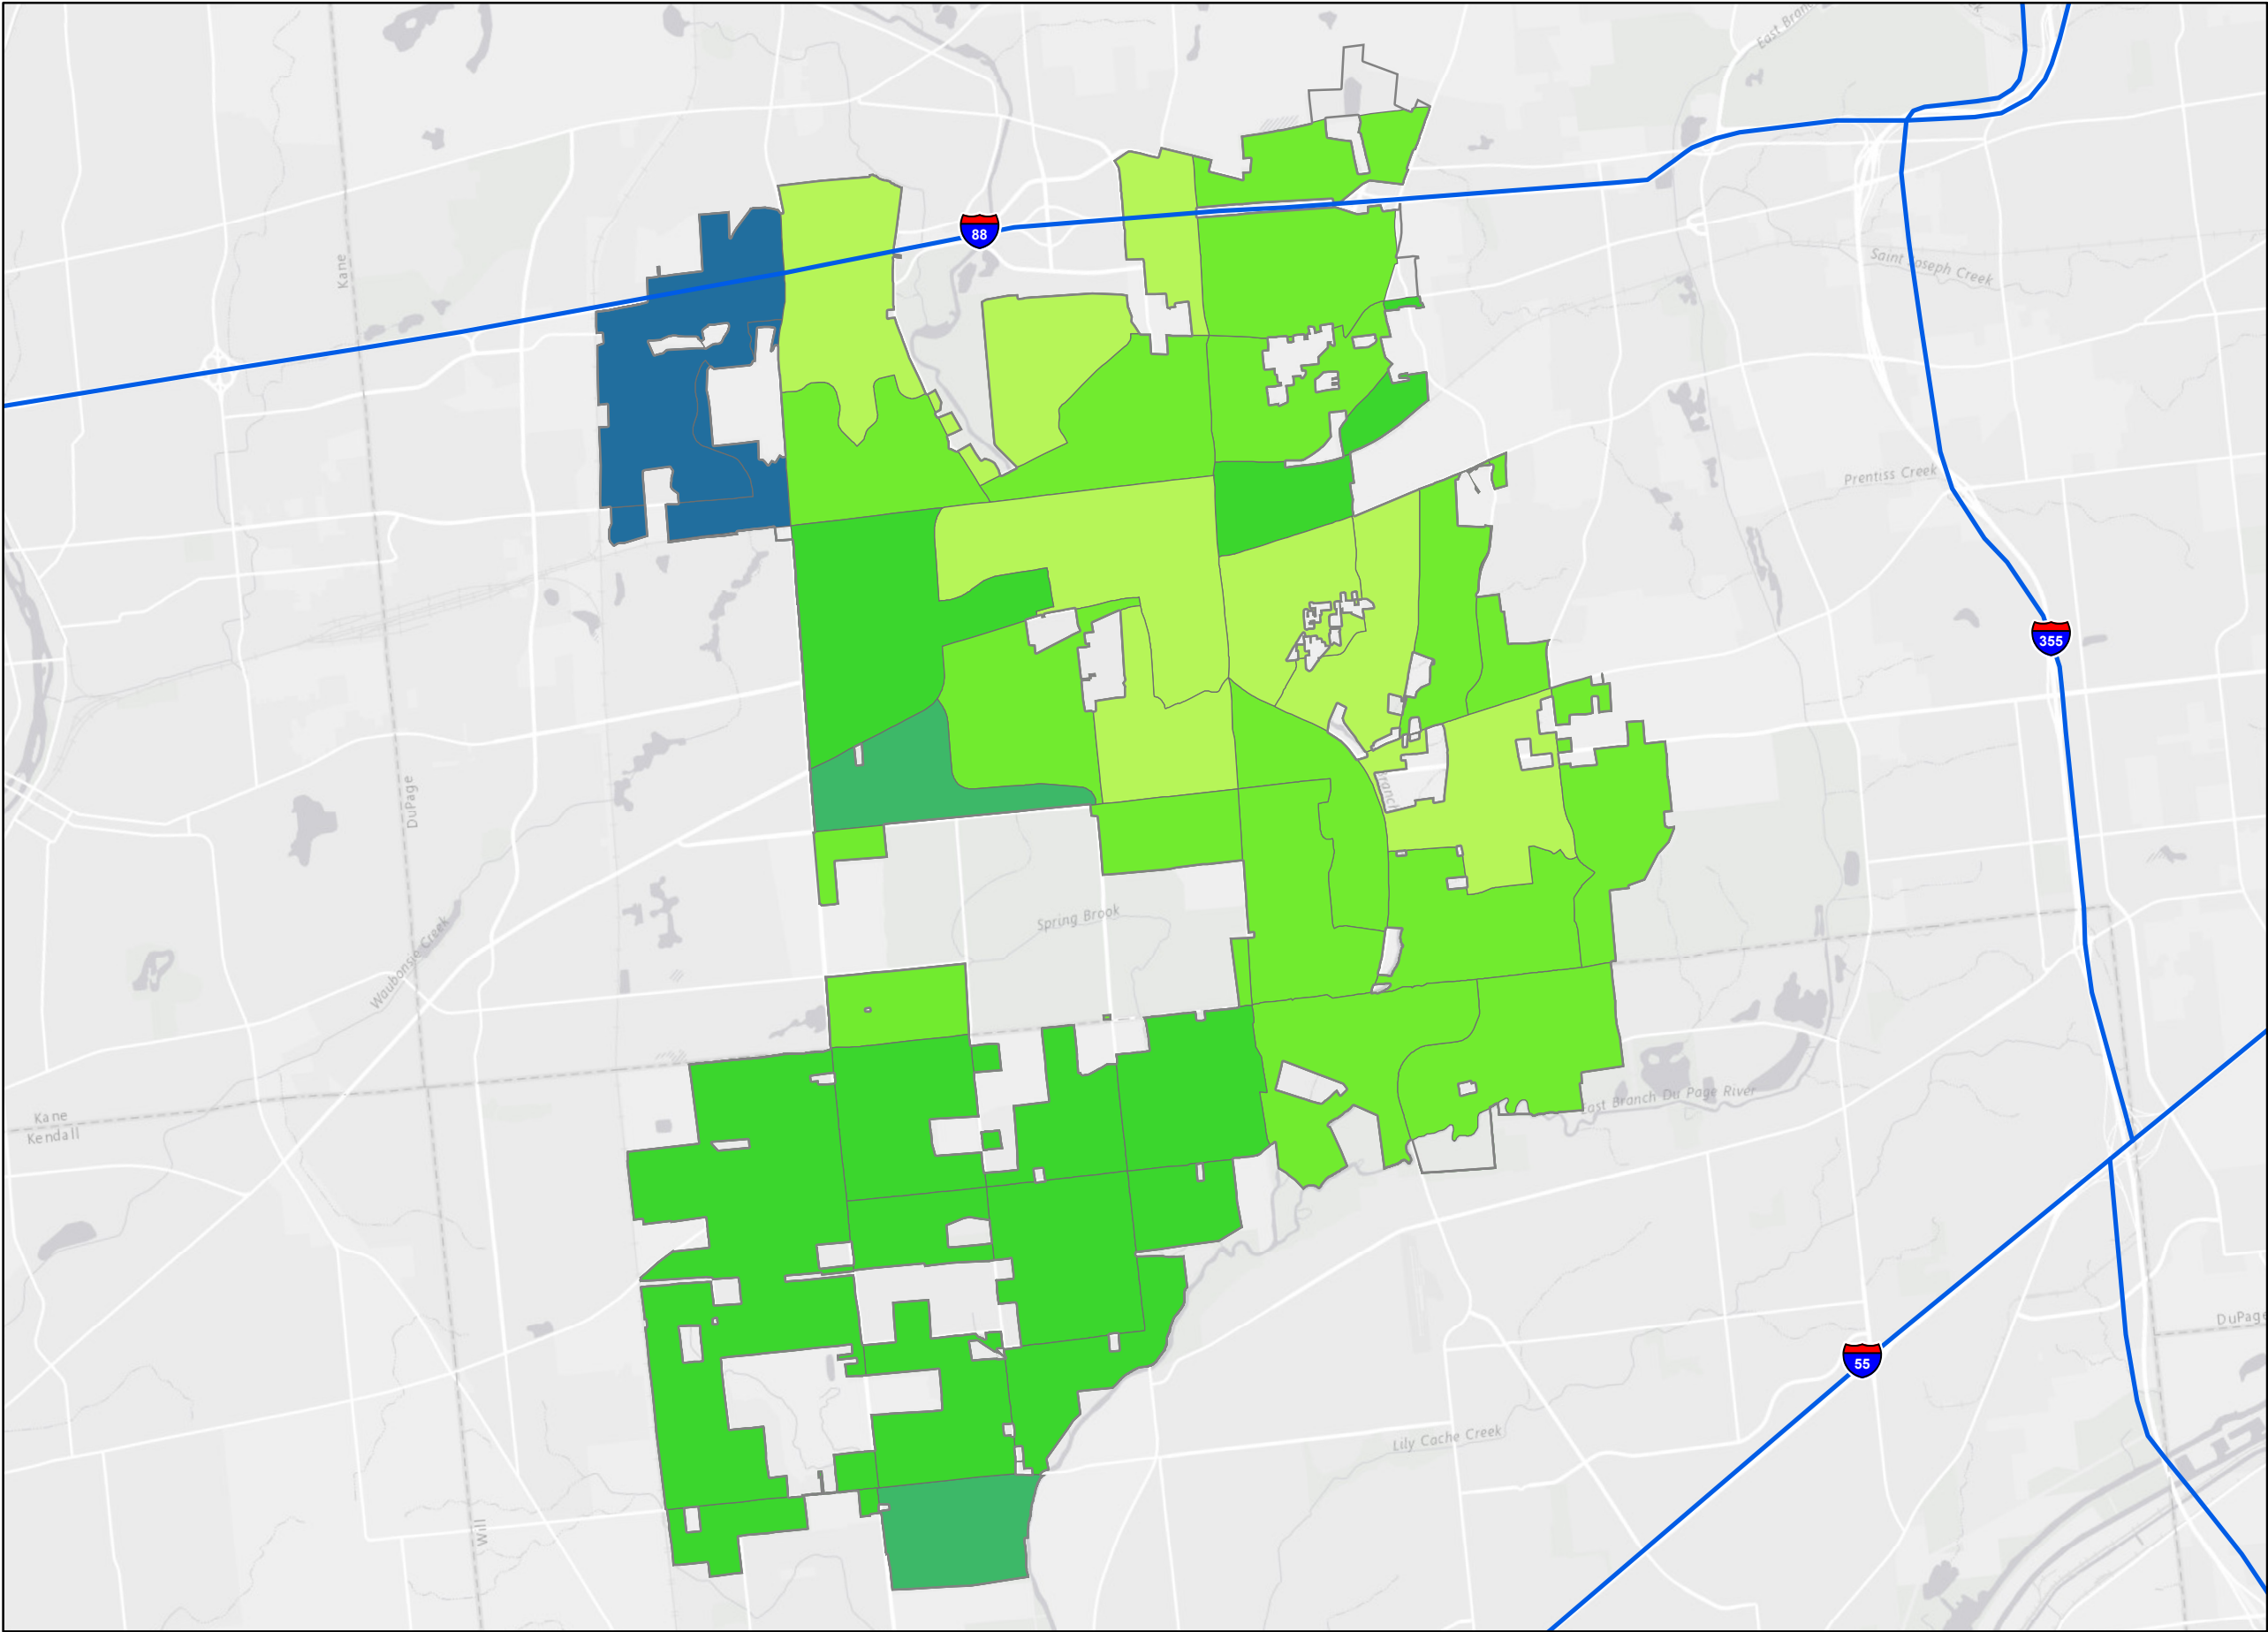 East Bran
k
Kane
88
Saint Joseph Creek
Prentiss Creek
355
DuPage
Branch
Spring Brook
Waubonsie Creek
Kane
Kendall
East Branch Du Page River
DuPage
55
Lily Cache Creek
Will